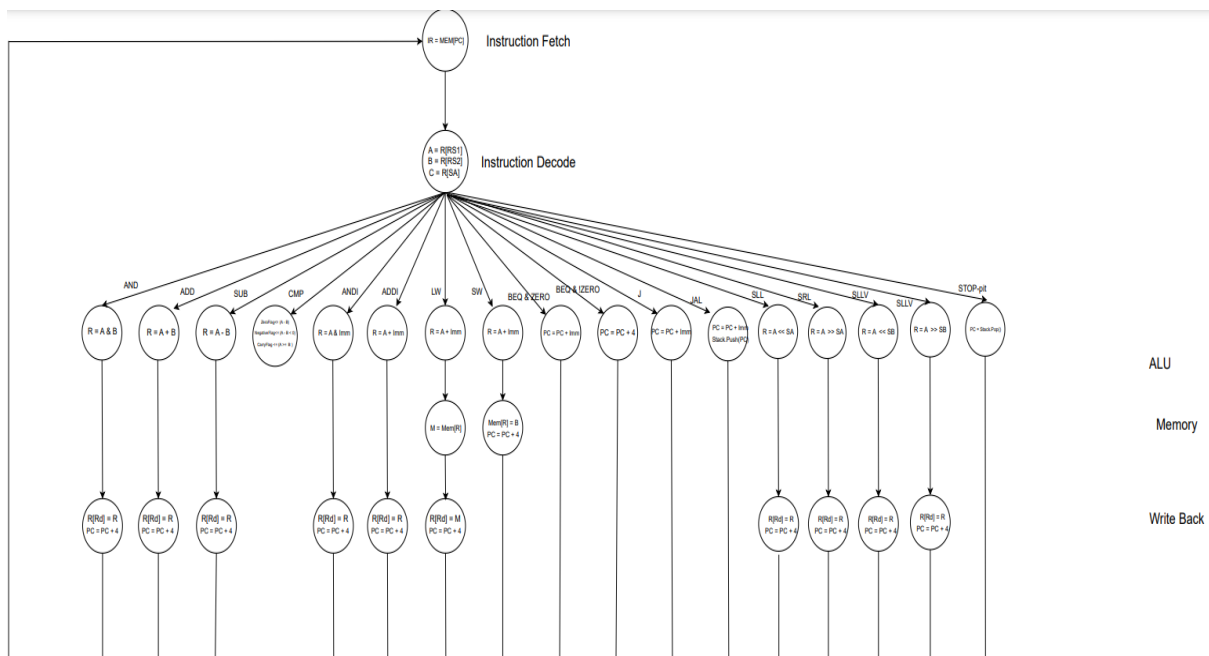 IR = MEM[PC]
Instruction Fetch
A = R[RS1]
B = R[RS2]
C = R[SA]
Instruction Decode
AND
ADD
SUB
CMP
ANDI
ADDI
LW
SW
BEQ & ZERO
BEQ & !ZERO
J
JAL
SLL
SRL
SLLV
SLLV
STOP-pit
R = A & B
R = A + B
R = A - B
ZeroFlag<= (A - B)
NegativeFlag<= (A - B < 0)
CarryFlag <= (A >= B )
R = A & Imm
R = A + Imm
R = A + Imm
R = A + Imm
PC = PC + Imm
PC = PC + 4
PC = PC + Imm
PC = PC + Imm
Stack.Push(PC)
R = A << SA
R = A >> SA
R = A << SB
R = A >> SB
PC = Stack.Pop()
ALU
M = Mem[R]
Mem[R] = B
PC = PC + 4
Memory
R[Rd] = R
PC = PC + 4
R[Rd] = R
PC = PC + 4
R[Rd] = R
PC = PC + 4
R[Rd] = R
PC = PC + 4
R[Rd] = R
PC = PC + 4
R[Rd] = M
PC = PC + 4
R[Rd] = R
PC = PC + 4
R[Rd] = R
PC = PC + 4
R[Rd] = R
PC = PC + 4
R[Rd] = R
PC = PC + 4
Write Back